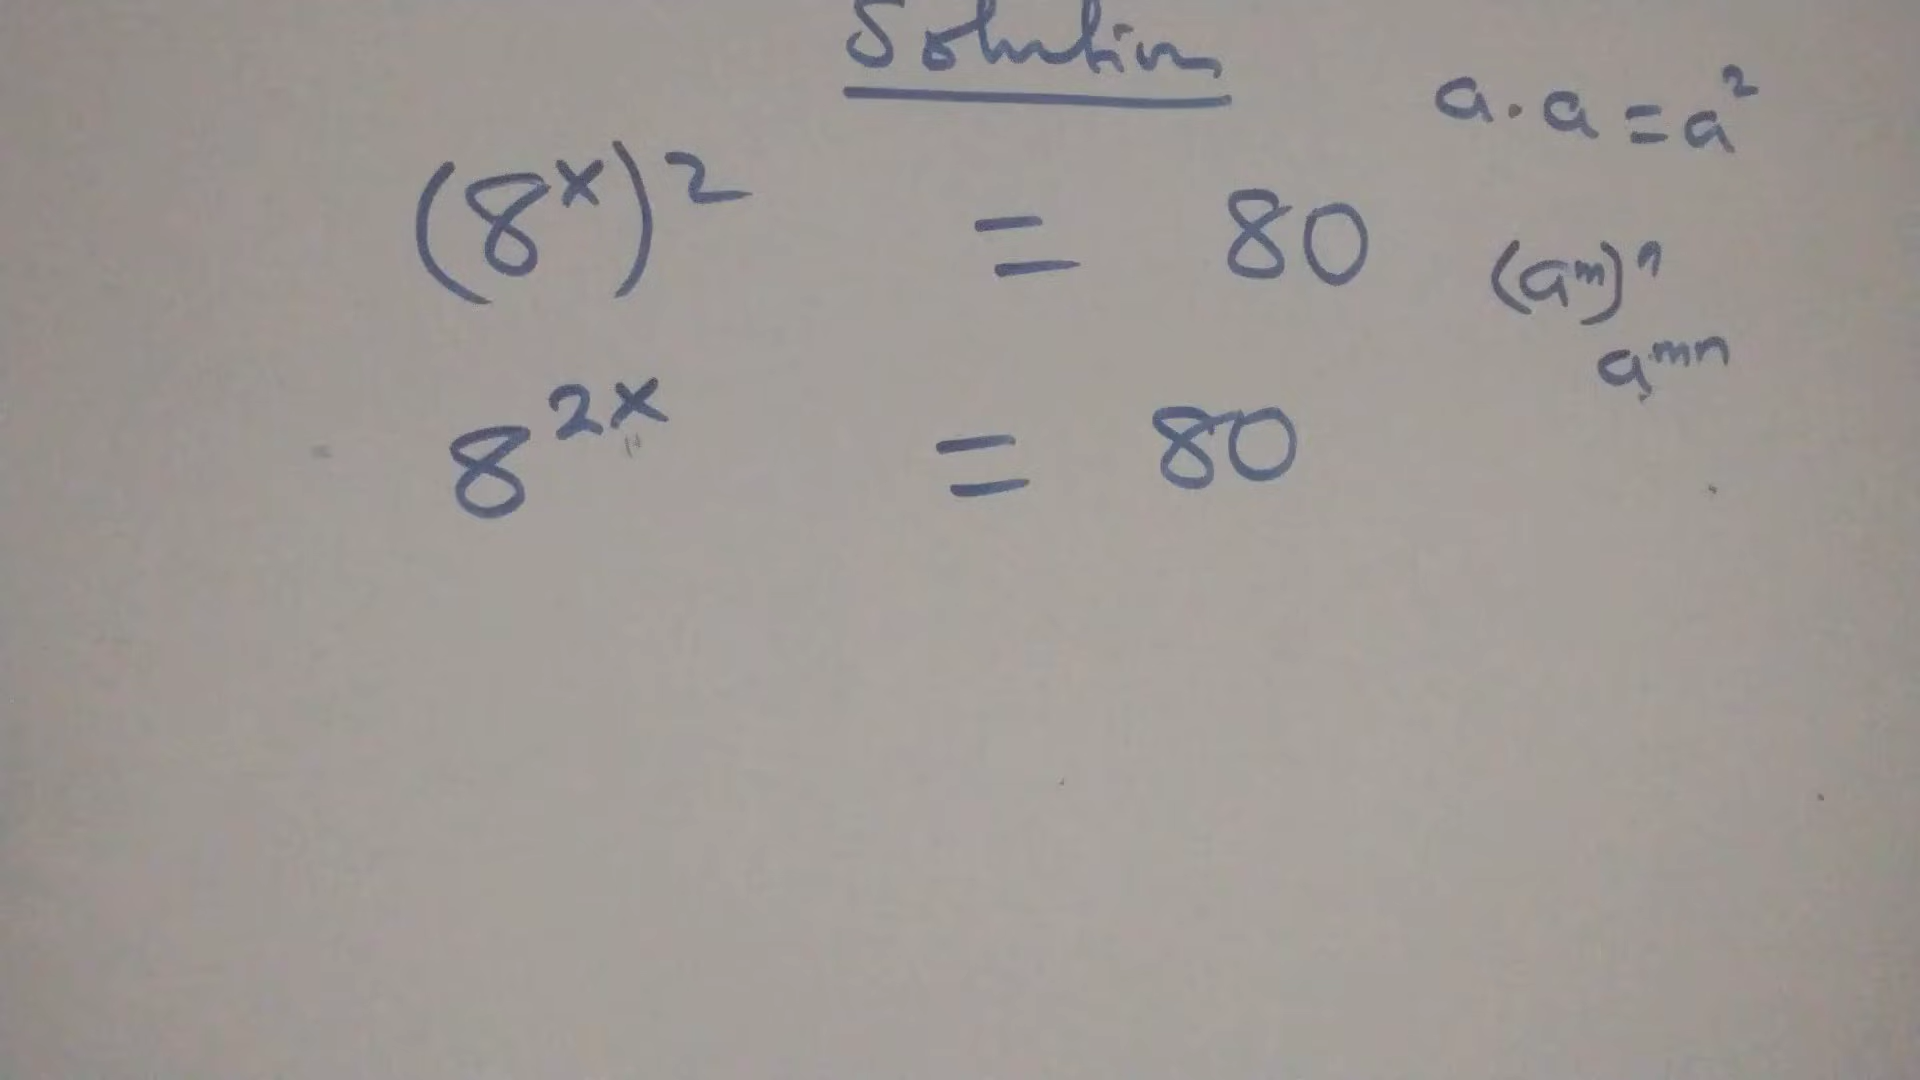 Solution
a . a = a²
(8ˣ)² = 80
(aᵐ)ⁿ
aᵐⁿ
8²ˣ = 80